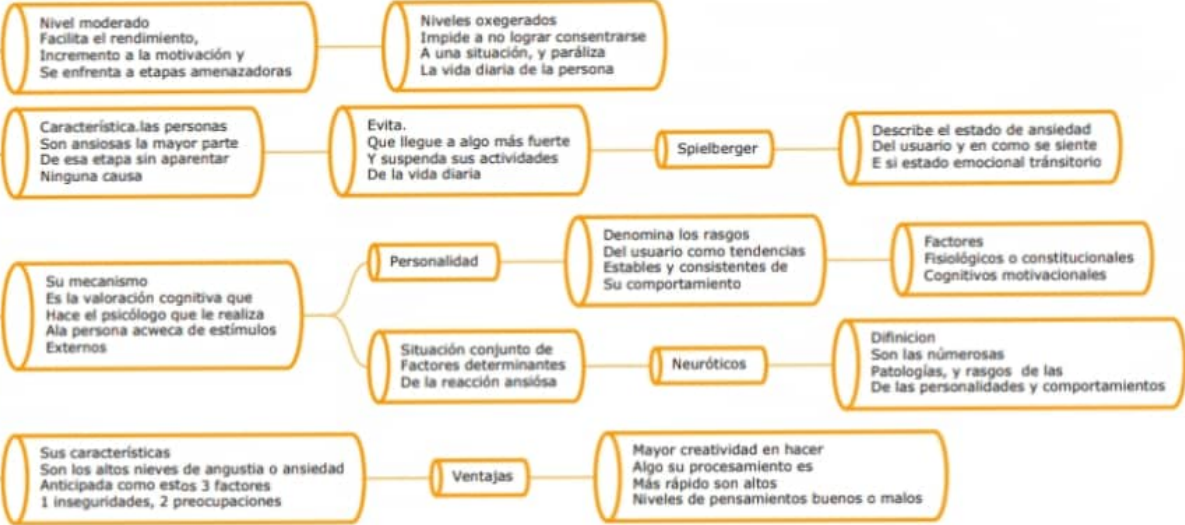 Nivel moderado
Facilita el rendimiento,
Incremento a la motivación y
Se enfrenta a etapas amenazadoras
Niveles oxegerados
Impide a no lograr consentrarse
A una situación, y paráliza
La vida diaria de la persona
Característica.las personas
Son ansiosas la mayor parte
De esa etapa sin aparentar
Ninguna causa
Evita.
Que llegue a algo más fuerte
Y suspenda sus actividades
De la vida diaria
Spielberger
Describe el estado de ansiedad
Del usuario y en como se siente
E si estado emocional tránsitorio
Su mecanismo
Es la valoración cognitiva que
Hace el psicólogo que le realiza
Ala persona acweca de estímulos
Externos
Personalidad
Denomina los rasgos
Del usuario como tendencias
Estables y consistentes de
Su comportamiento
Factores
Fisiológicos o constitucionales
Cognitivos motivacionales
Situación conjunto de
Factores determinantes
De la reacción ansiósa
Neuróticos
Difinicion
Son las númerosas
Patologías, y rasgos de las
De las personalidades y comportamientos
Sus características
Son los altos nieves de angustia o ansiedad
Anticipada como estos 3 factores
1 inseguridades, 2 preocupaciones
Ventajas
Mayor creatividad en hacer
Algo su procesamiento es
Más rápido son altos
Niveles de pensamientos buenos o malos